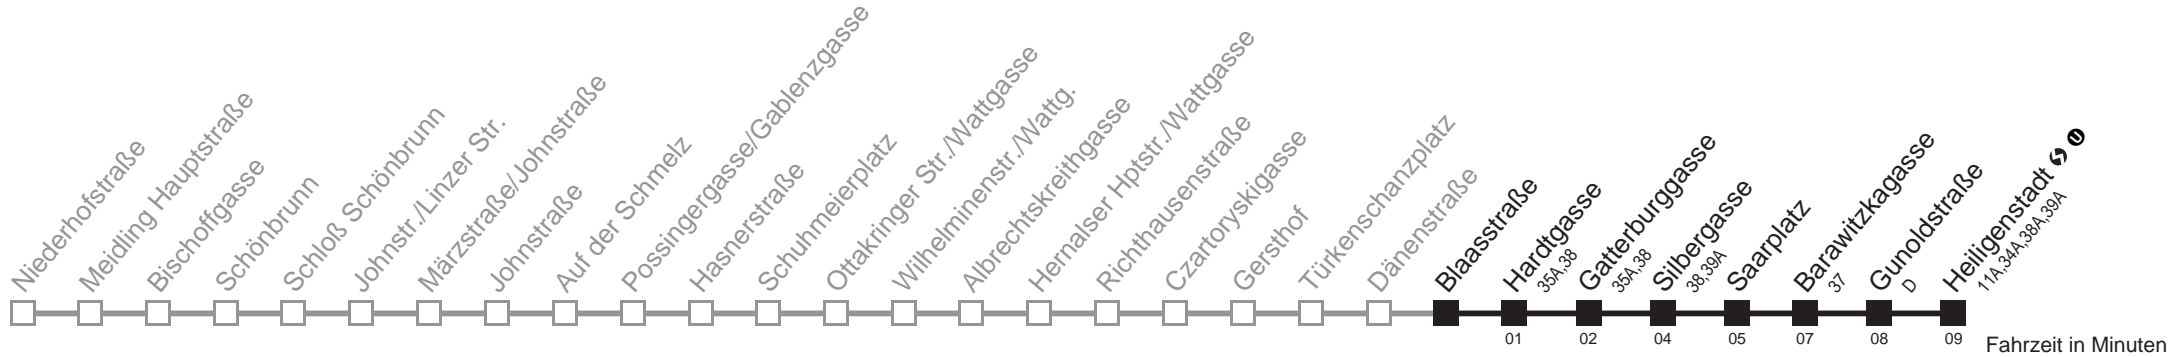 Niederhofstraße
Meidling Hauptstraße
Bischoffgasse
Schönbrunn
Schloß Schönbrunn
Johnstr./Linzer Str.
Märzstraße/Johnstraße
Johnstraße
Auf der Schmelz
Possingergasse/Gablenzgasse
Hasnerstraße
Schuhmeierplatz
Ottakringer Str./Wattgasse
Wilhelminenstr./Wattg.
Albrechtskreithgasse
Hernalser Hptstr./Wattgasse
Richthausenstraße
Czartoryskigasse
Gersthof
Türkenschanzplatz
Dänenstraße
Blaasstraße
Hardtgasse
35A,38
Gatterburggasse
35A,38
Silbergasse
38,39A
Saarplatz
Barawitzkagasse
37
Gunoldstraße
D
Heiligenstadt S U
11A,34A,38A,39A
01 02 04 05 07 08 09 Fahrzeit in Minuten